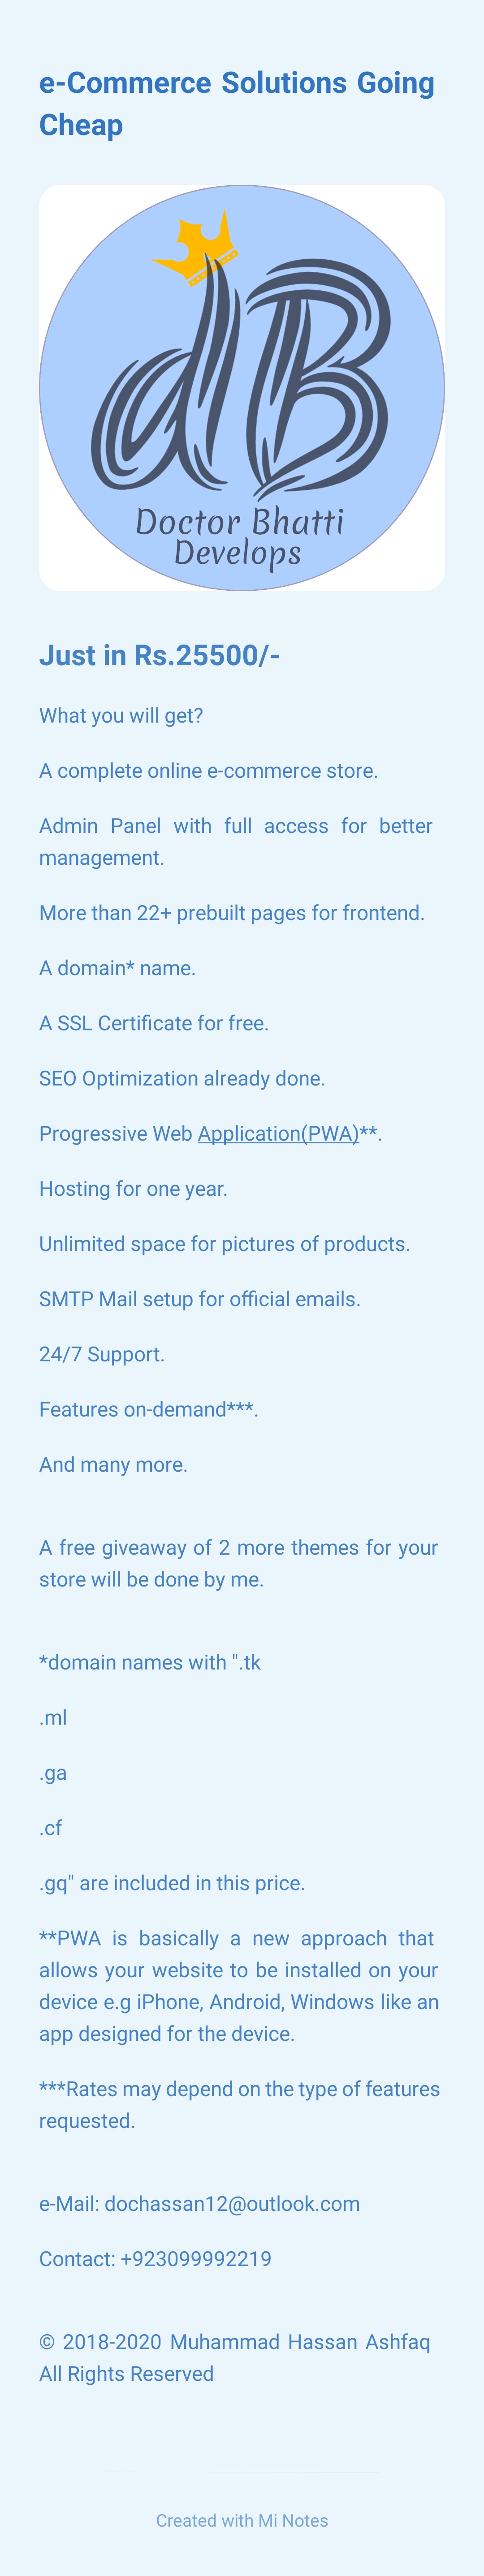 e-Commerce Solutions Going
Cheap
dB
Doctor Bhatti
Develops
Just in Rs.25500/-
What you will get?
A complete online e-commerce store.
Admin Panel with full access for better
management.
More than 22+ prebuilt pages for frontend.
A domain* name.
A SSL Certificate for free.
SEO Optimization already done.
Progressive Web Application(PWA)**.
Hosting for one year.
Unlimited space for pictures of products.
SMTP Mail setup for official emails.
24/7 Support.
Features on-demand***.
And many more.
A free giveaway of 2 more themes for your
store will be done by me.
*domain names with ".tk
.ml
.ga
.cf
.gq" are included in this price.
**PWA is basically a new approach that
allows your website to be installed on your
device e.g iPhone, Android, Windows like an
app designed for the device.
***Rates may depend on the type of features
requested.
e-Mail: dochassan12@outlook.com
Contact: +923099992219
© 2018-2020 Muhammad Hassan Ashfaq
All Rights Reserved
Created with Mi Notes